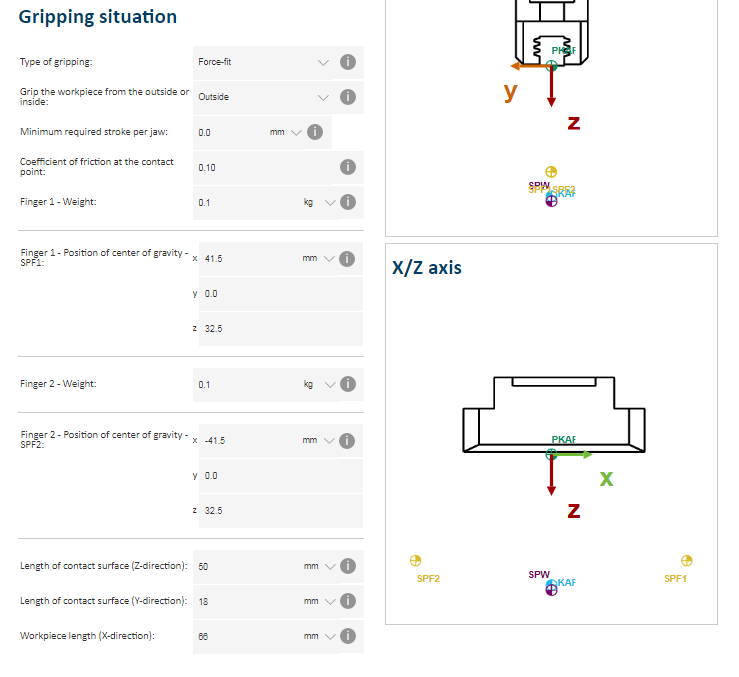 Gripping situation
Type of gripping: Force-fit
Grip the workpiece from the outside or
inside: Outside
Minimum required stroke per jaw: 0.0 mm
Coefficient of friction at the contact
point: 0.10
Finger 1 - Weight: 0.1 kg
Finger 1 - Position of center of gravity -
SPF1: x 41.5 mm
y 0.0
z 32.5
Finger 2 - Weight: 0.1 kg
Finger 2 - Position of center of gravity -
SPF2: x -41.5 mm
y 0.0
z 32.5
Length of contact surface (Z-direction): 50 mm
Length of contact surface (Y-direction): 18 mm
Workpiece length (X-direction): 66 mm
y
z
SPW
X/Z axis
PKAF
x
z
SPF2
SPW
SPF1